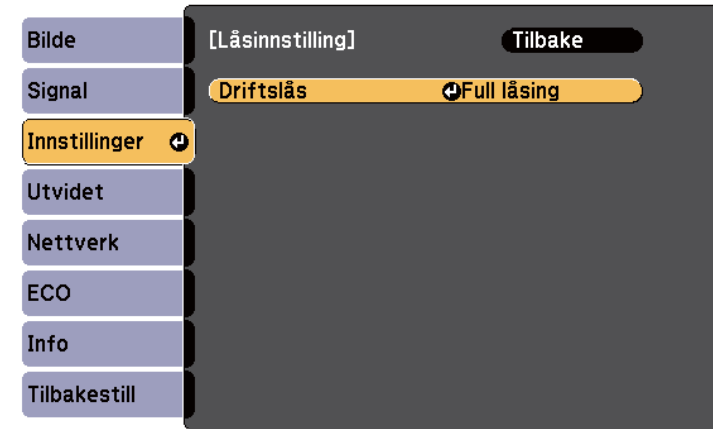 Bilde
Signal
Innstillinger
Utvidet
Nettverk
ECO
Info
Tilbakestill
[Låsinnstilling] Tilbake
Driftslås Full låsing